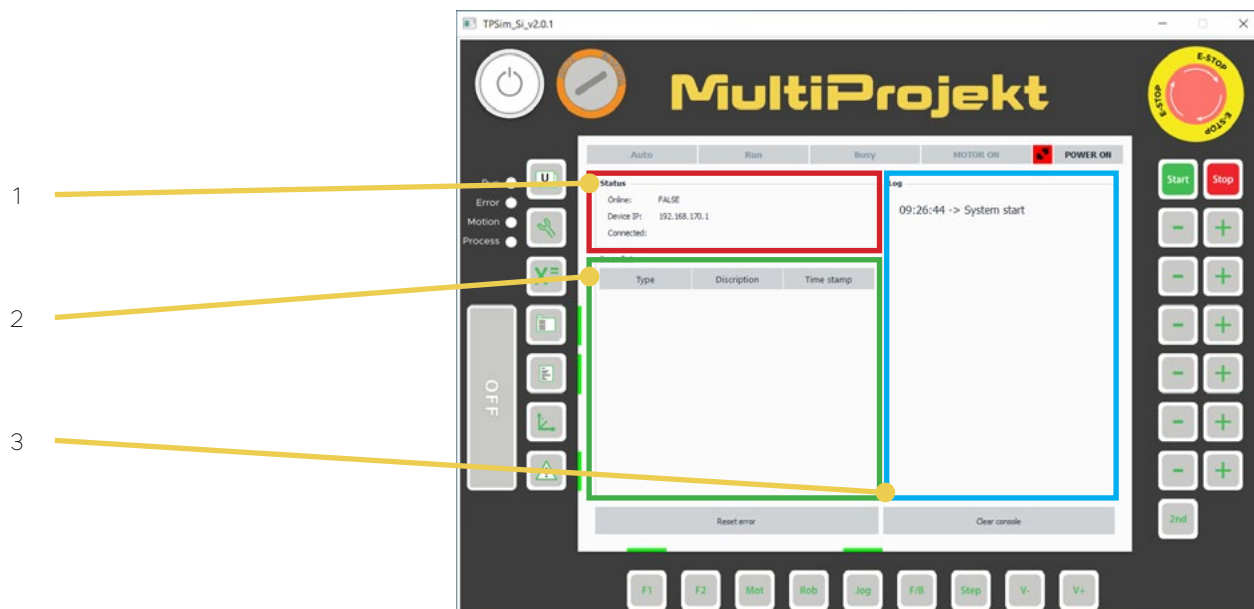 TPSim_Si_v2.0.1
MultiProjekt
E-STOP
E-STOP
E-STOP
Auto Run Busy MOTOR ON POWER ON
1
Status
Online: FALSE
Device IP: 192.168.170.1
Connected:
Log
09:26:44 -> System start
Error
Motion
Process
U
X=
Start Stop
- +
- +
- +
- +
- +
- +
2nd
2
Type Discription Time stamp
OFF
3
Reset error Clear console
F1 F2 Mot Rob Jog F/B Step V- V+